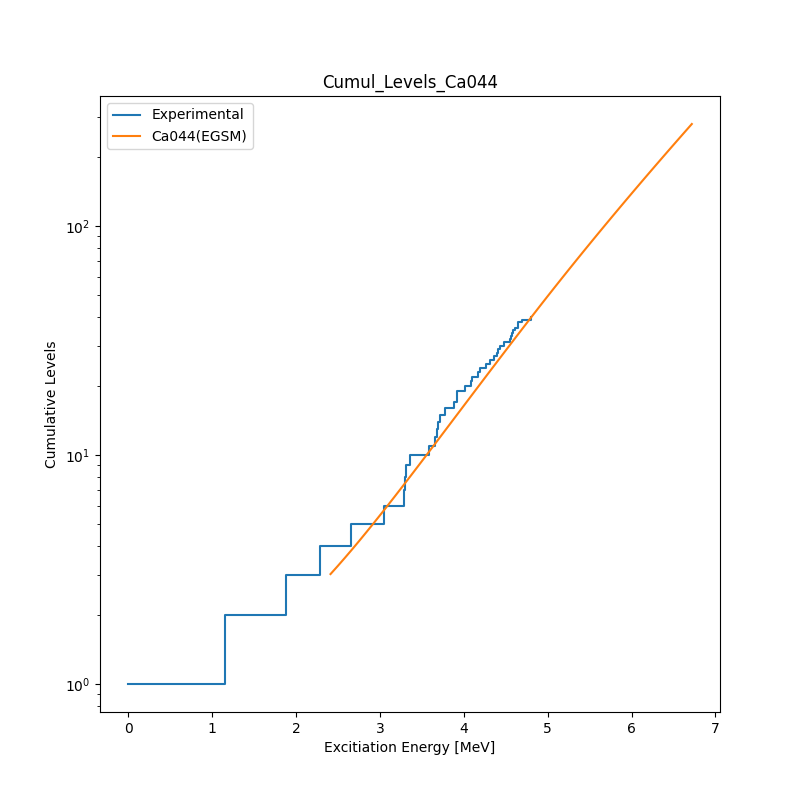 Cumul_Levels_Ca044
Experimental
Ca044(EGSM)
10²
10¹
10⁰
Cumulative Levels
0 1 2 3 4 5 6 7
Excitiation Energy [MeV]